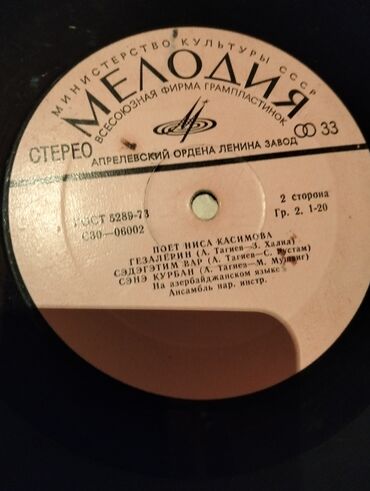 МИНИСТЕРСТВО КУЛЬТУРЫ СССР
МЕЛОДИЯ
ВСЕСОЮЗНАЯ ФИРМА ГРАМПЛАСТИНОК
СТЕРЕО
33
АПРЕЛЕВСКИЙ ОРДЕНА ЛЕНИНА ЗАВОД
ГОСТ 5289-73
С30—06002
2 сторона
Гр. 2. 1-20
ПОЕТ НИСА КАСИМОВА
ГЕЗАЛЕРИН (А. Тагиев—З. Халил)
СЭДЭГЭТИМ ВАР (А. Тагиев—С. Рустам)
СЭНЭ КУРБАН (А. Тагиев—М. Мушвиг)
На азербайджанском языке
Ансамбль нар. инстр.